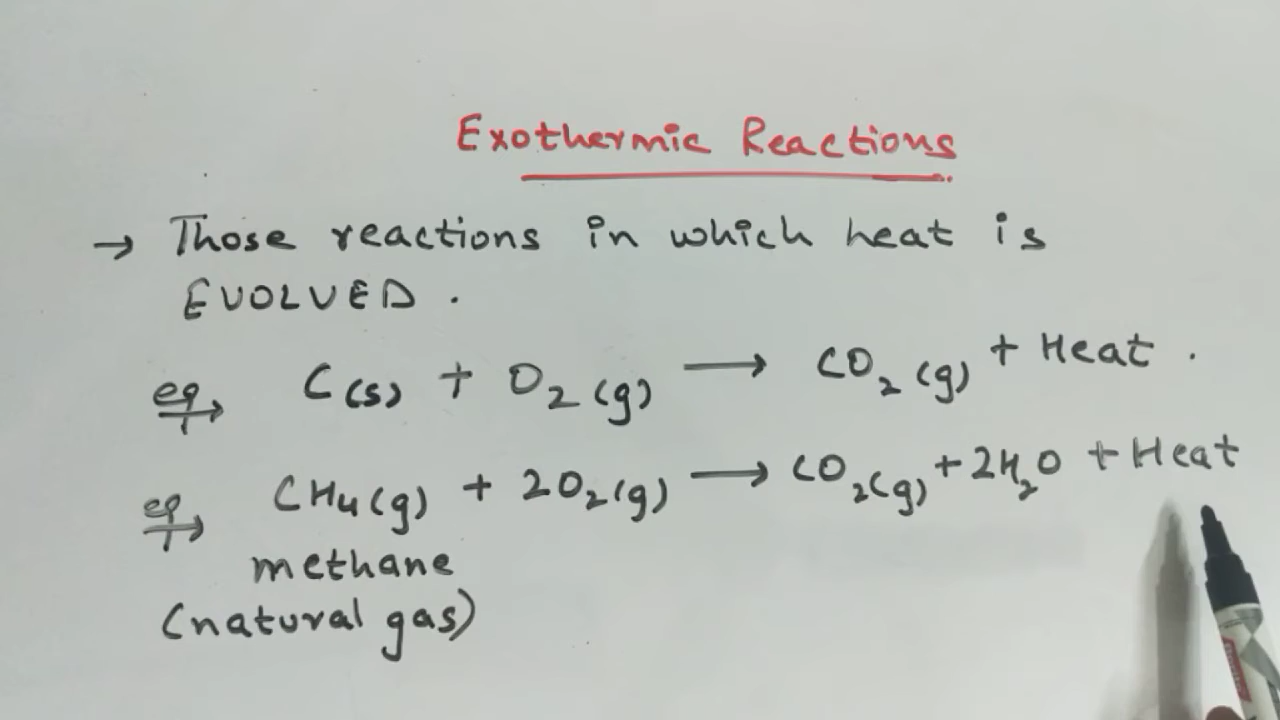 Exothermic Reactions
→ Those reactions in which heat is
EVOLVED .
eg → C(s) + O₂(g) ⟶ CO₂(g) + Heat .
eg → CH₄(g) + 2O₂(g) ⟶ CO₂(g) + 2H₂O + Heat
methane
(natural gas)